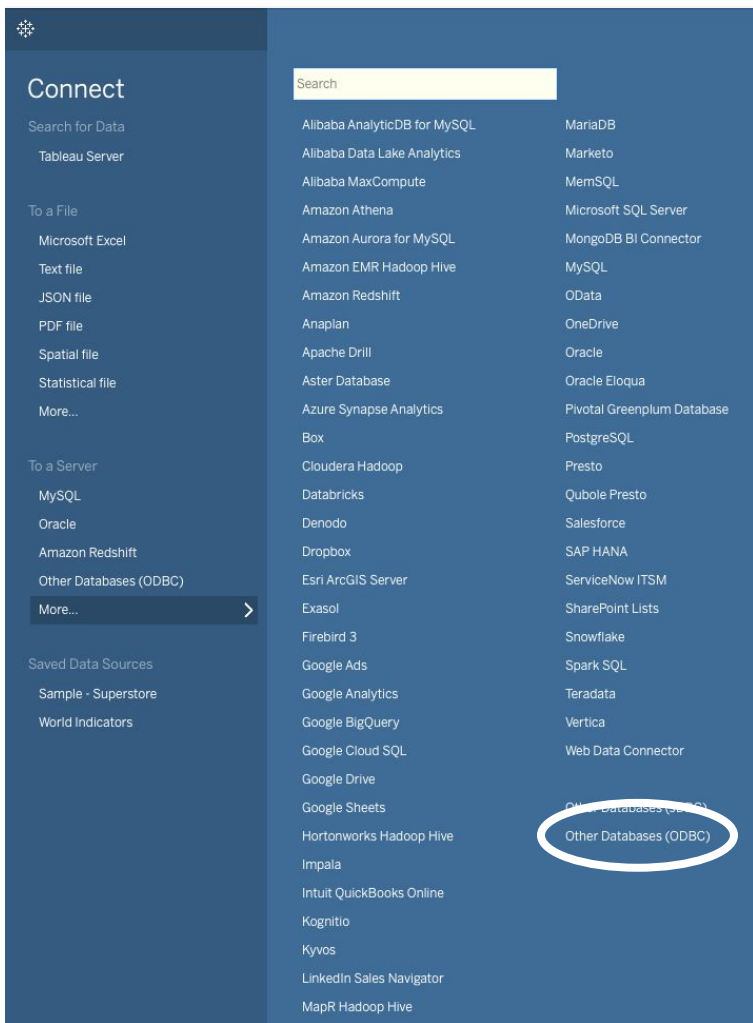 Connect
Search for Data
Tableau Server
To a File
Microsoft Excel
Text file
JSON file
PDF file
Spatial file
Statistical file
More...
To a Server
MySQL
Oracle
Amazon Redshift
Other Databases (ODBC)
More...
Saved Data Sources
Sample - Superstore
World Indicators
Search
Alibaba AnalyticDB for MySQL
Alibaba Data Lake Analytics
Alibaba MaxCompute
Amazon Athena
Amazon Aurora for MySQL
Amazon EMR Hadoop Hive
Amazon Redshift
Anaplan
Apache Drill
Aster Database
Azure Synapse Analytics
Box
Cloudera Hadoop
Databricks
Denodo
Dropbox
Esri ArcGIS Server
Exasol
Firebird 3
Google Ads
Google Analytics
Google BigQuery
Google Cloud SQL
Google Drive
Google Sheets
Hortonworks Hadoop Hive
Impala
Intuit QuickBooks Online
Kognitio
Kyvos
LinkedIn Sales Navigator
MapR Hadoop Hive
MariaDB
Marketo
MemSQL
Microsoft SQL Server
MongoDB BI Connector
MySQL
OData
OneDrive
Oracle
Oracle Eloqua
Pivotal Greenplum Database
PostgreSQL
Presto
Qubole Presto
Salesforce
SAP HANA
ServiceNow ITSM
SharePoint Lists
Snowflake
Spark SQL
Teradata
Vertica
Web Data Connector
Other Databases (JDBC)
Other Databases (ODBC)